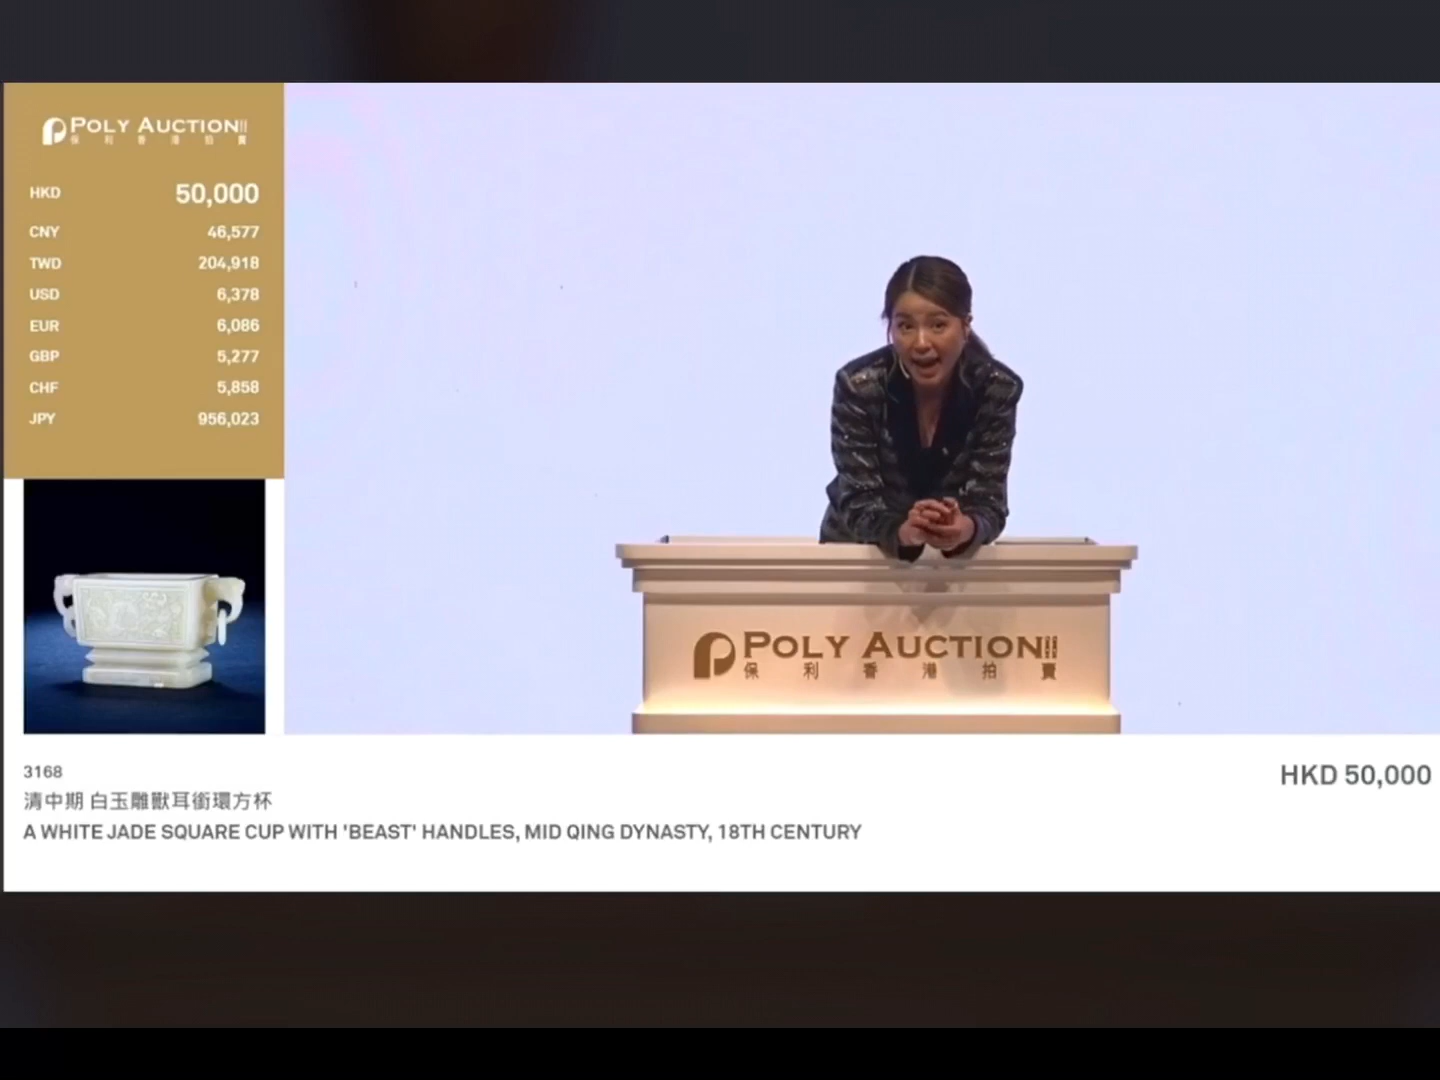 POLY AUCTION
保利香港拍賣
HKD 50,000
CNY 46,577
TWD 204,918
USD 6,378
EUR 6,086
GBP 5,277
CHF 5,858
JPY 956,023
POLY AUCTION
保利香港拍賣
3168
HKD 50,000
清中期 白玉雕獸耳銜環方杯
A WHITE JADE SQUARE CUP WITH 'BEAST' HANDLES, MID QING DYNASTY, 18TH CENTURY